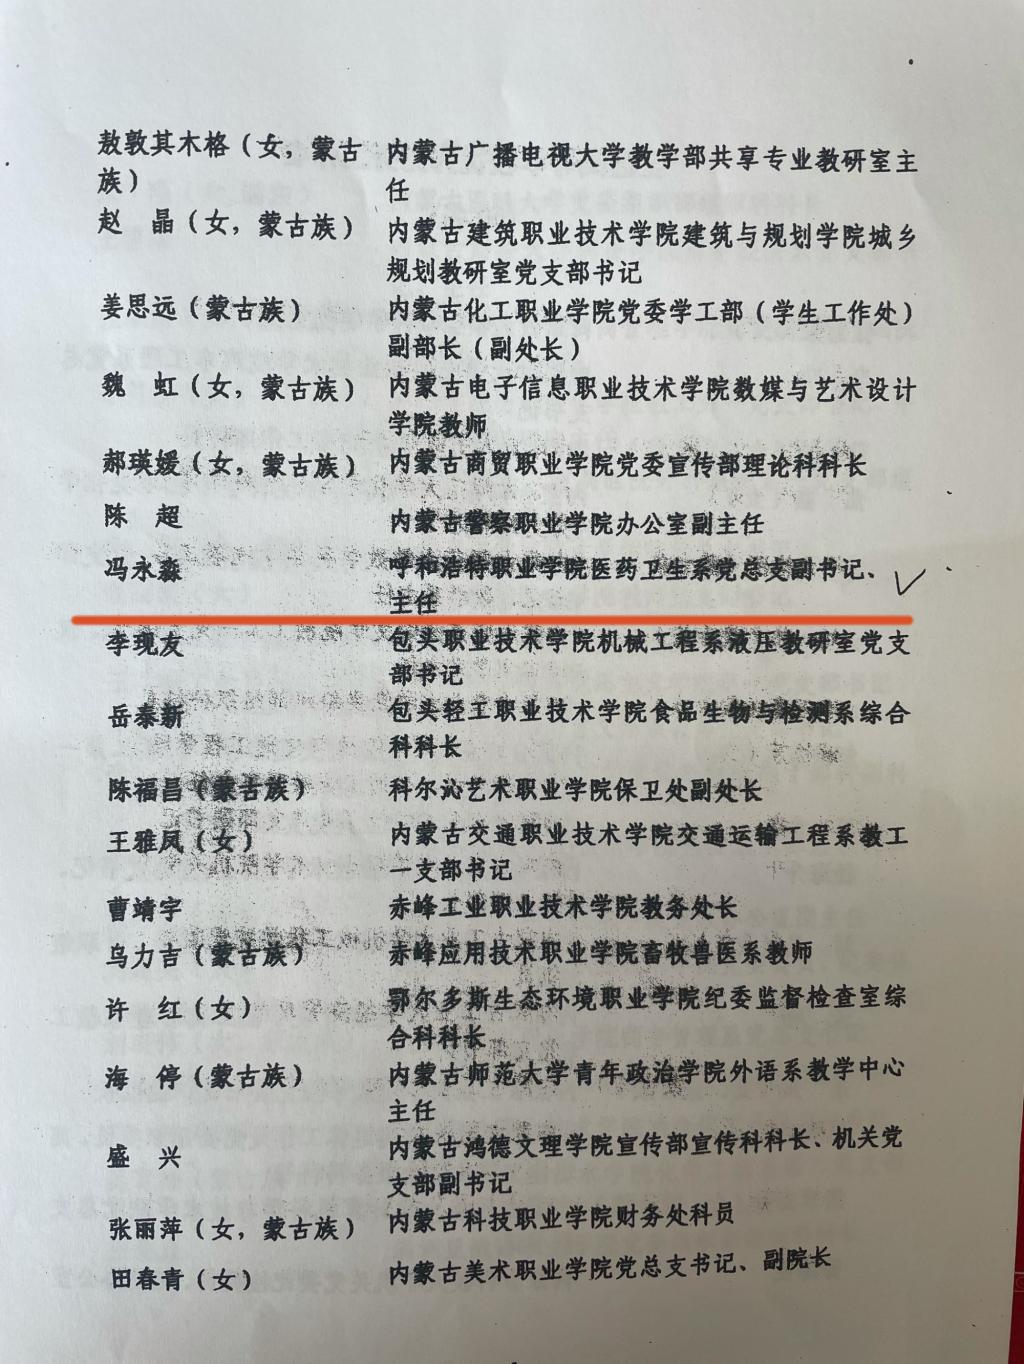 敖敦其木格（女，蒙古族） 内蒙古广播电视大学教学部共享专业教研室主
任
赵　晶（女，蒙古族） 内蒙古建筑职业技术学院建筑与规划学院城乡
规划教研室党支部书记
姜思远（蒙古族） 内蒙古化工职业学院党委学工部（学生工作处）
副部长（副处长）
魏　虹（女，蒙古族） 内蒙古电子信息职业技术学院数媒与艺术设计
学院教师
郝瑛媛（女，蒙古族） 内蒙古商贸职业学院党委宣传部理论科科长
陈　超 内蒙古警察职业学院办公室副主任
冯永淼 呼和浩特职业学院医药卫生系党总支副书记、
主任
李现友 包头职业技术学院机械工程系液压教研室党支
部书记
岳泰新 包头轻工职业技术学院食品生物与检测系综合
科科长
陈福昌（蒙古族） 科尔沁艺术职业学院保卫处副处长
王雅凤（女） 内蒙古交通职业技术学院交通运输工程系教工
一支部书记
曹靖宇 赤峰工业职业技术学院教务处长
乌力吉（蒙古族） 赤峰应用技术职业学院畜牧兽医系教师
许　红（女） 鄂尔多斯生态环境职业学院纪委监督检查室综
合科科长
海　停（蒙古族） 内蒙古师范大学青年政治学院外语系教学中心
主任
盛　兴 内蒙古鸿德文理学院宣传部宣传科科长、机关党
支部副书记
张丽萍（女，蒙古族） 内蒙古科技职业学院财务处科员
田春青（女） 内蒙古美术职业学院党总支书记、副院长